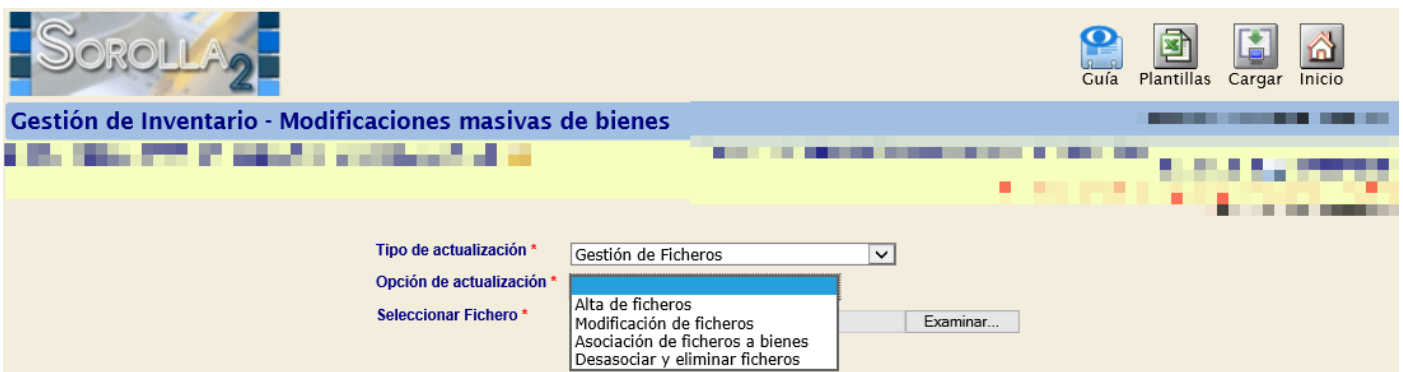 SOROLLA2
Guía Plantillas Cargar Inicio
Gestión de Inventario - Modificaciones masivas de bienes
Tipo de actualización * Gestión de Ficheros
Opción de actualización *
Alta de ficheros
Seleccionar Fichero * Modificación de ficheros Examinar...
Asociación de ficheros a bienes
Desasociar y eliminar ficheros